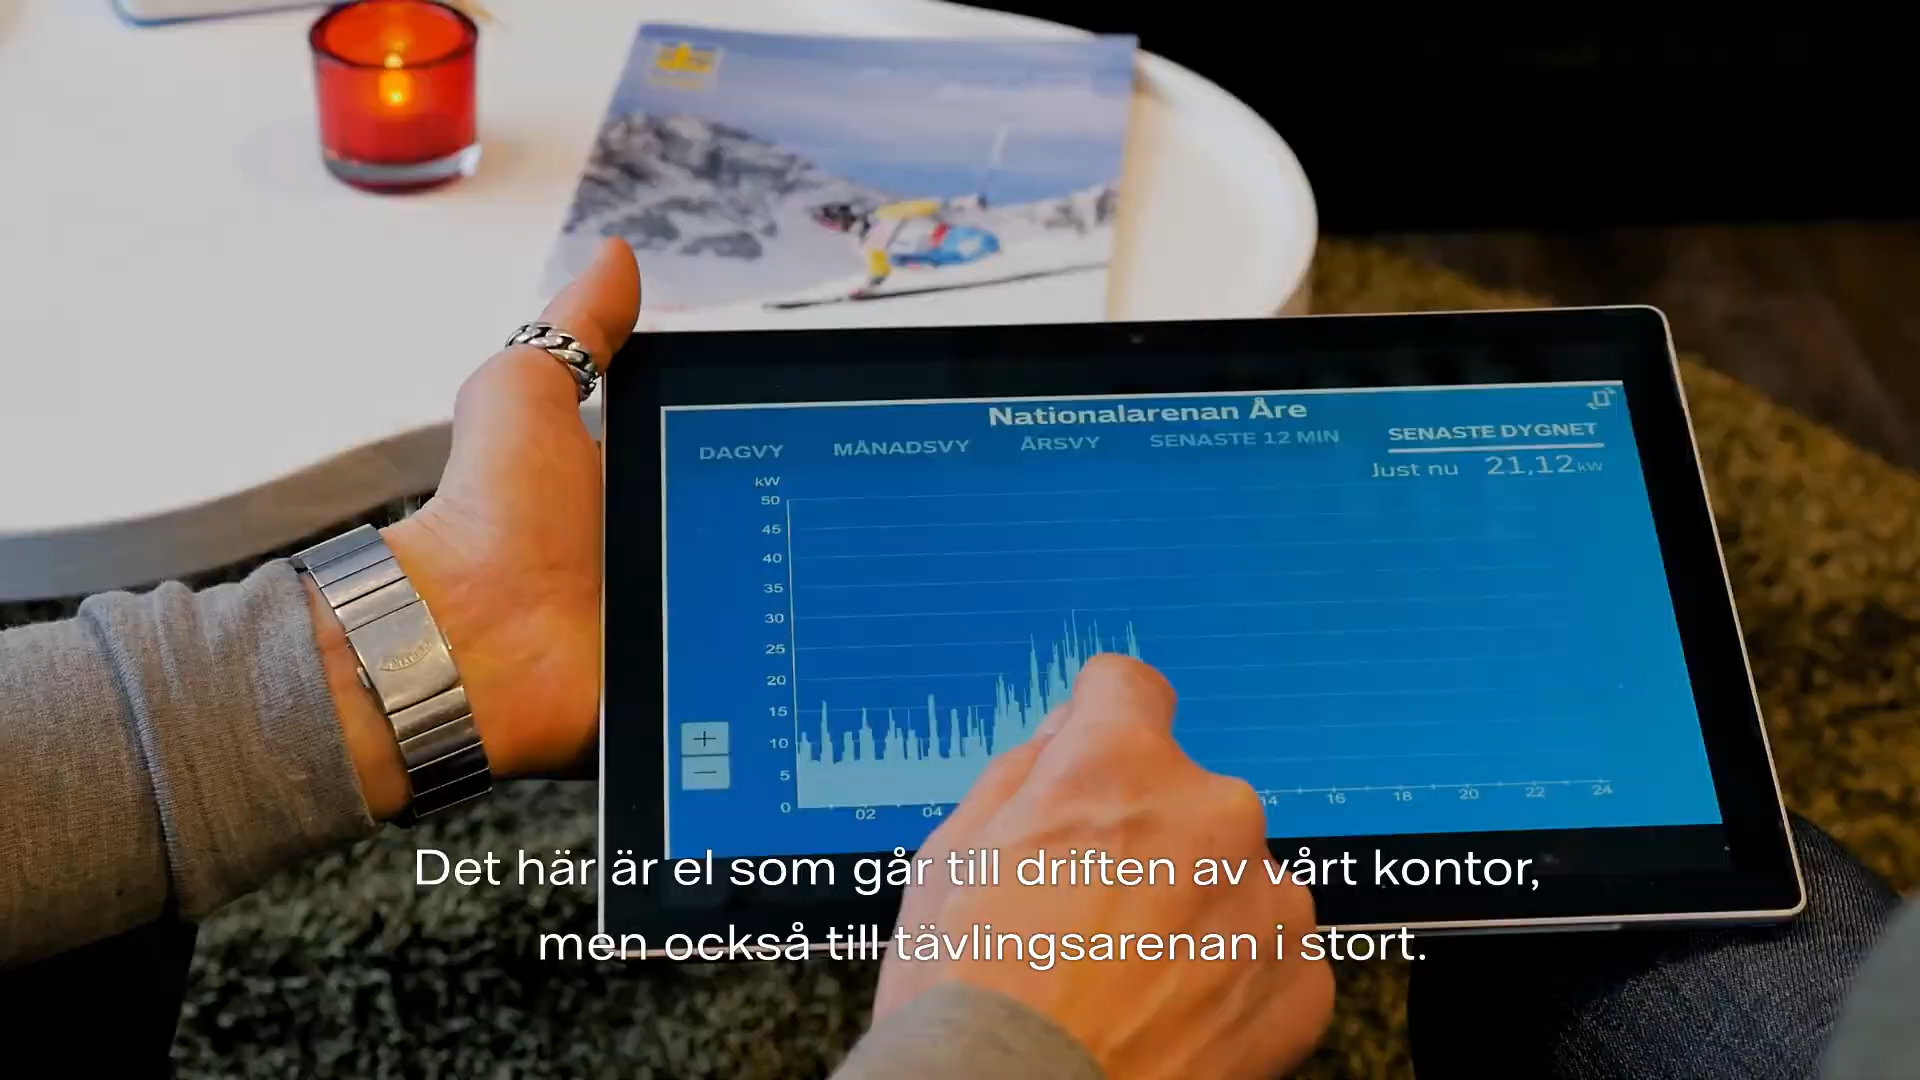 Nationalarenan Åre
DAGVY MÅNADSVY ÅRSVY SENASTE 12 MIN SENASTE DYGNET
Just nu 21,12 kW
kW
50
45
40
35
30
25
20
15
10
5
0
02 04 14 16 18 20 22 24
+
−
Det här är el som går till driften av vårt kontor,
men också till tävlingsarenan i stort.